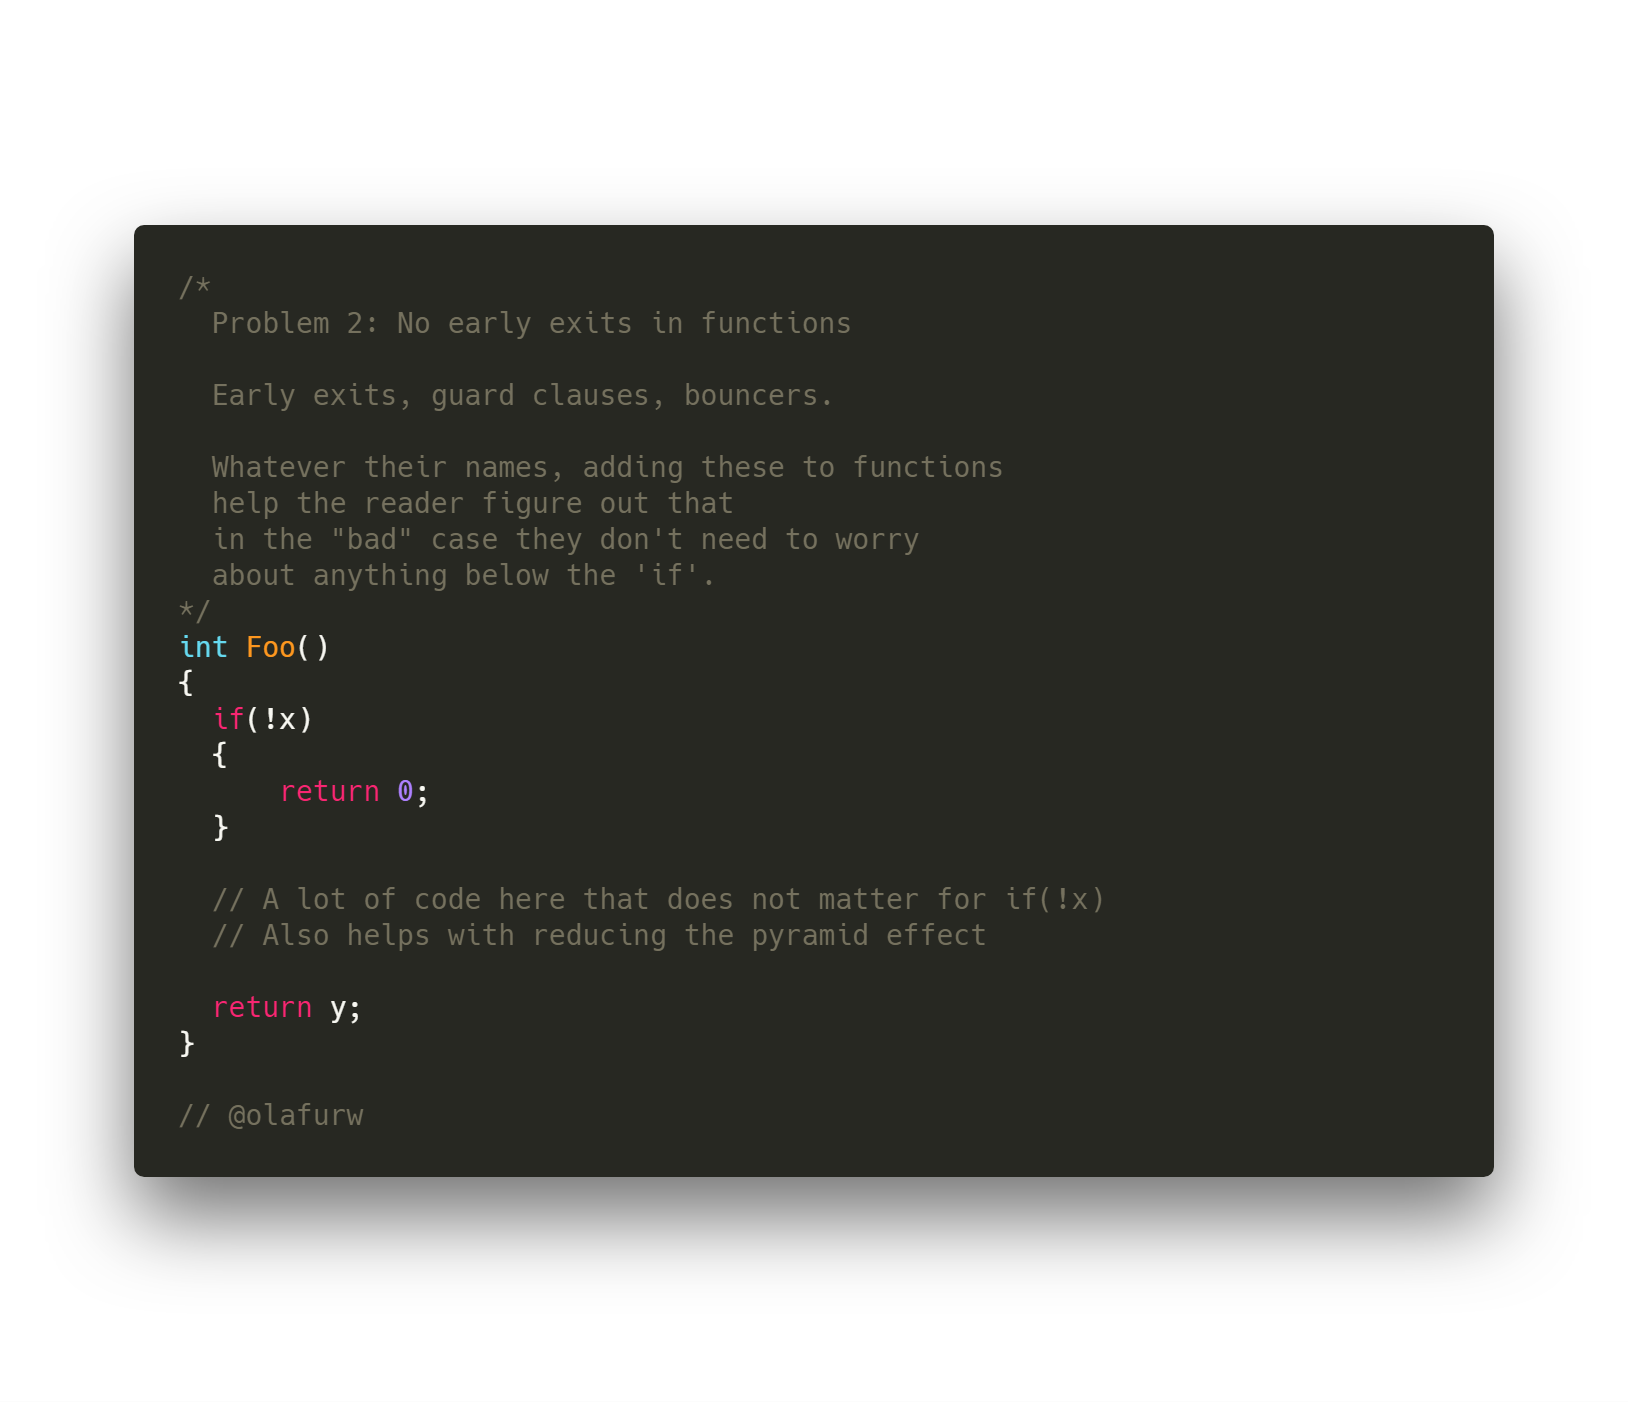 /*
  Problem 2: No early exits in functions

  Early exits, guard clauses, bouncers.

  Whatever their names, adding these to functions
  help the reader figure out that
  in the "bad" case they don't need to worry
  about anything below the 'if'.
*/
int Foo()
{
  if(!x)
  {
      return 0;
  }

  // A lot of code here that does not matter for if(!x)
  // Also helps with reducing the pyramid effect

  return y;
}

// @olafurw